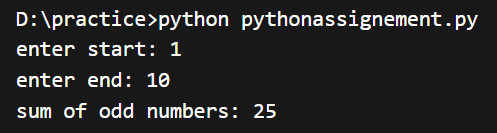 D:\practice>python pythonassignement.py
enter start: 1
enter end: 10
sum of odd numbers: 25